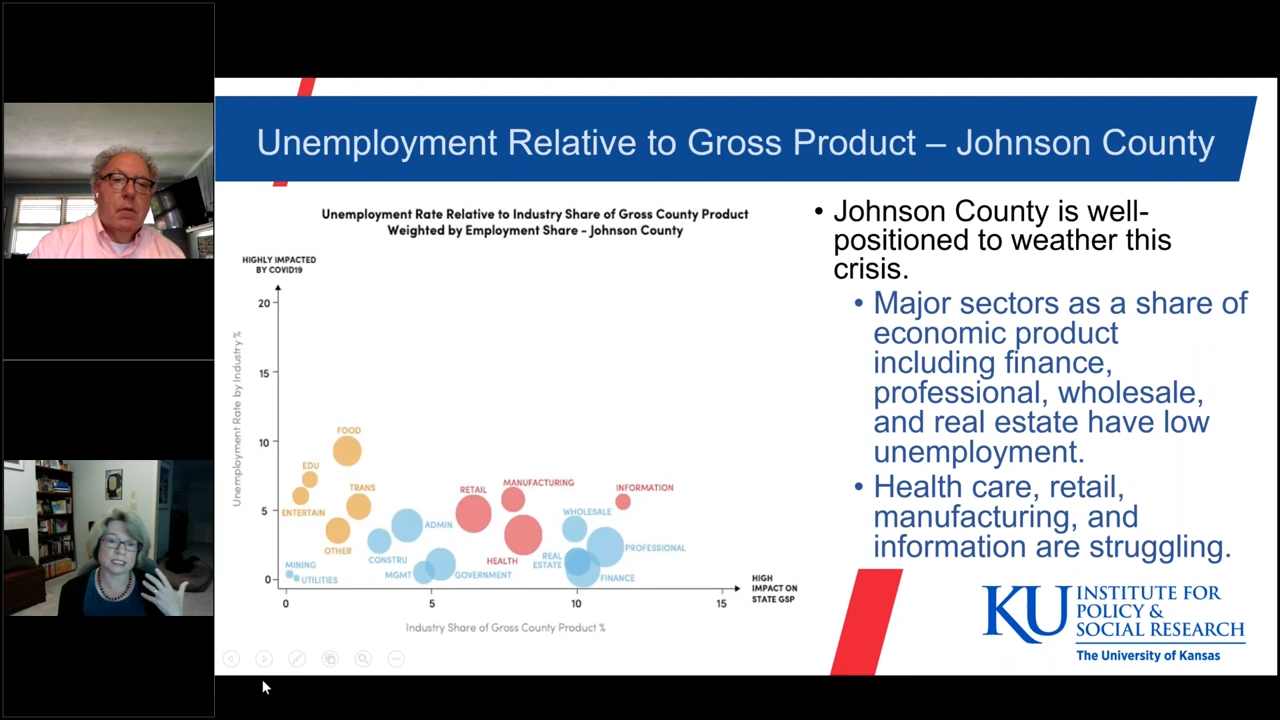 Unemployment Relative to Gross Product – Johnson County
Unemployment Rate Relative to Industry Share of Gross County Product
Weighted by Employment Share - Johnson County
HIGHLY IMPACTED
BY COVID19
Unemployment Rate by Industry %
20
15
10
5
0
FOOD
EDU
ENTERTAIN
TRANS
OTHER
ADMIN
CONSTRU
MINING
UTILITIES
MGMT
GOVERNMENT
RETAIL
MANUFACTURING
HEALTH
INFORMATION
WHOLESALE
PROFESSIONAL
REAL
ESTATE
FINANCE
0
5
10
15
HIGH
IMPACT ON
STATE GSP
Industry Share of Gross County Product %
• Johnson County is well-
positioned to weather this
crisis.
• Major sectors as a share of
economic product
including finance,
professional, wholesale,
and real estate have low
unemployment.
• Health care, retail,
manufacturing, and
information are struggling.
KU
INSTITUTE FOR
POLICY &
SOCIAL RESEARCH
The University of Kansas